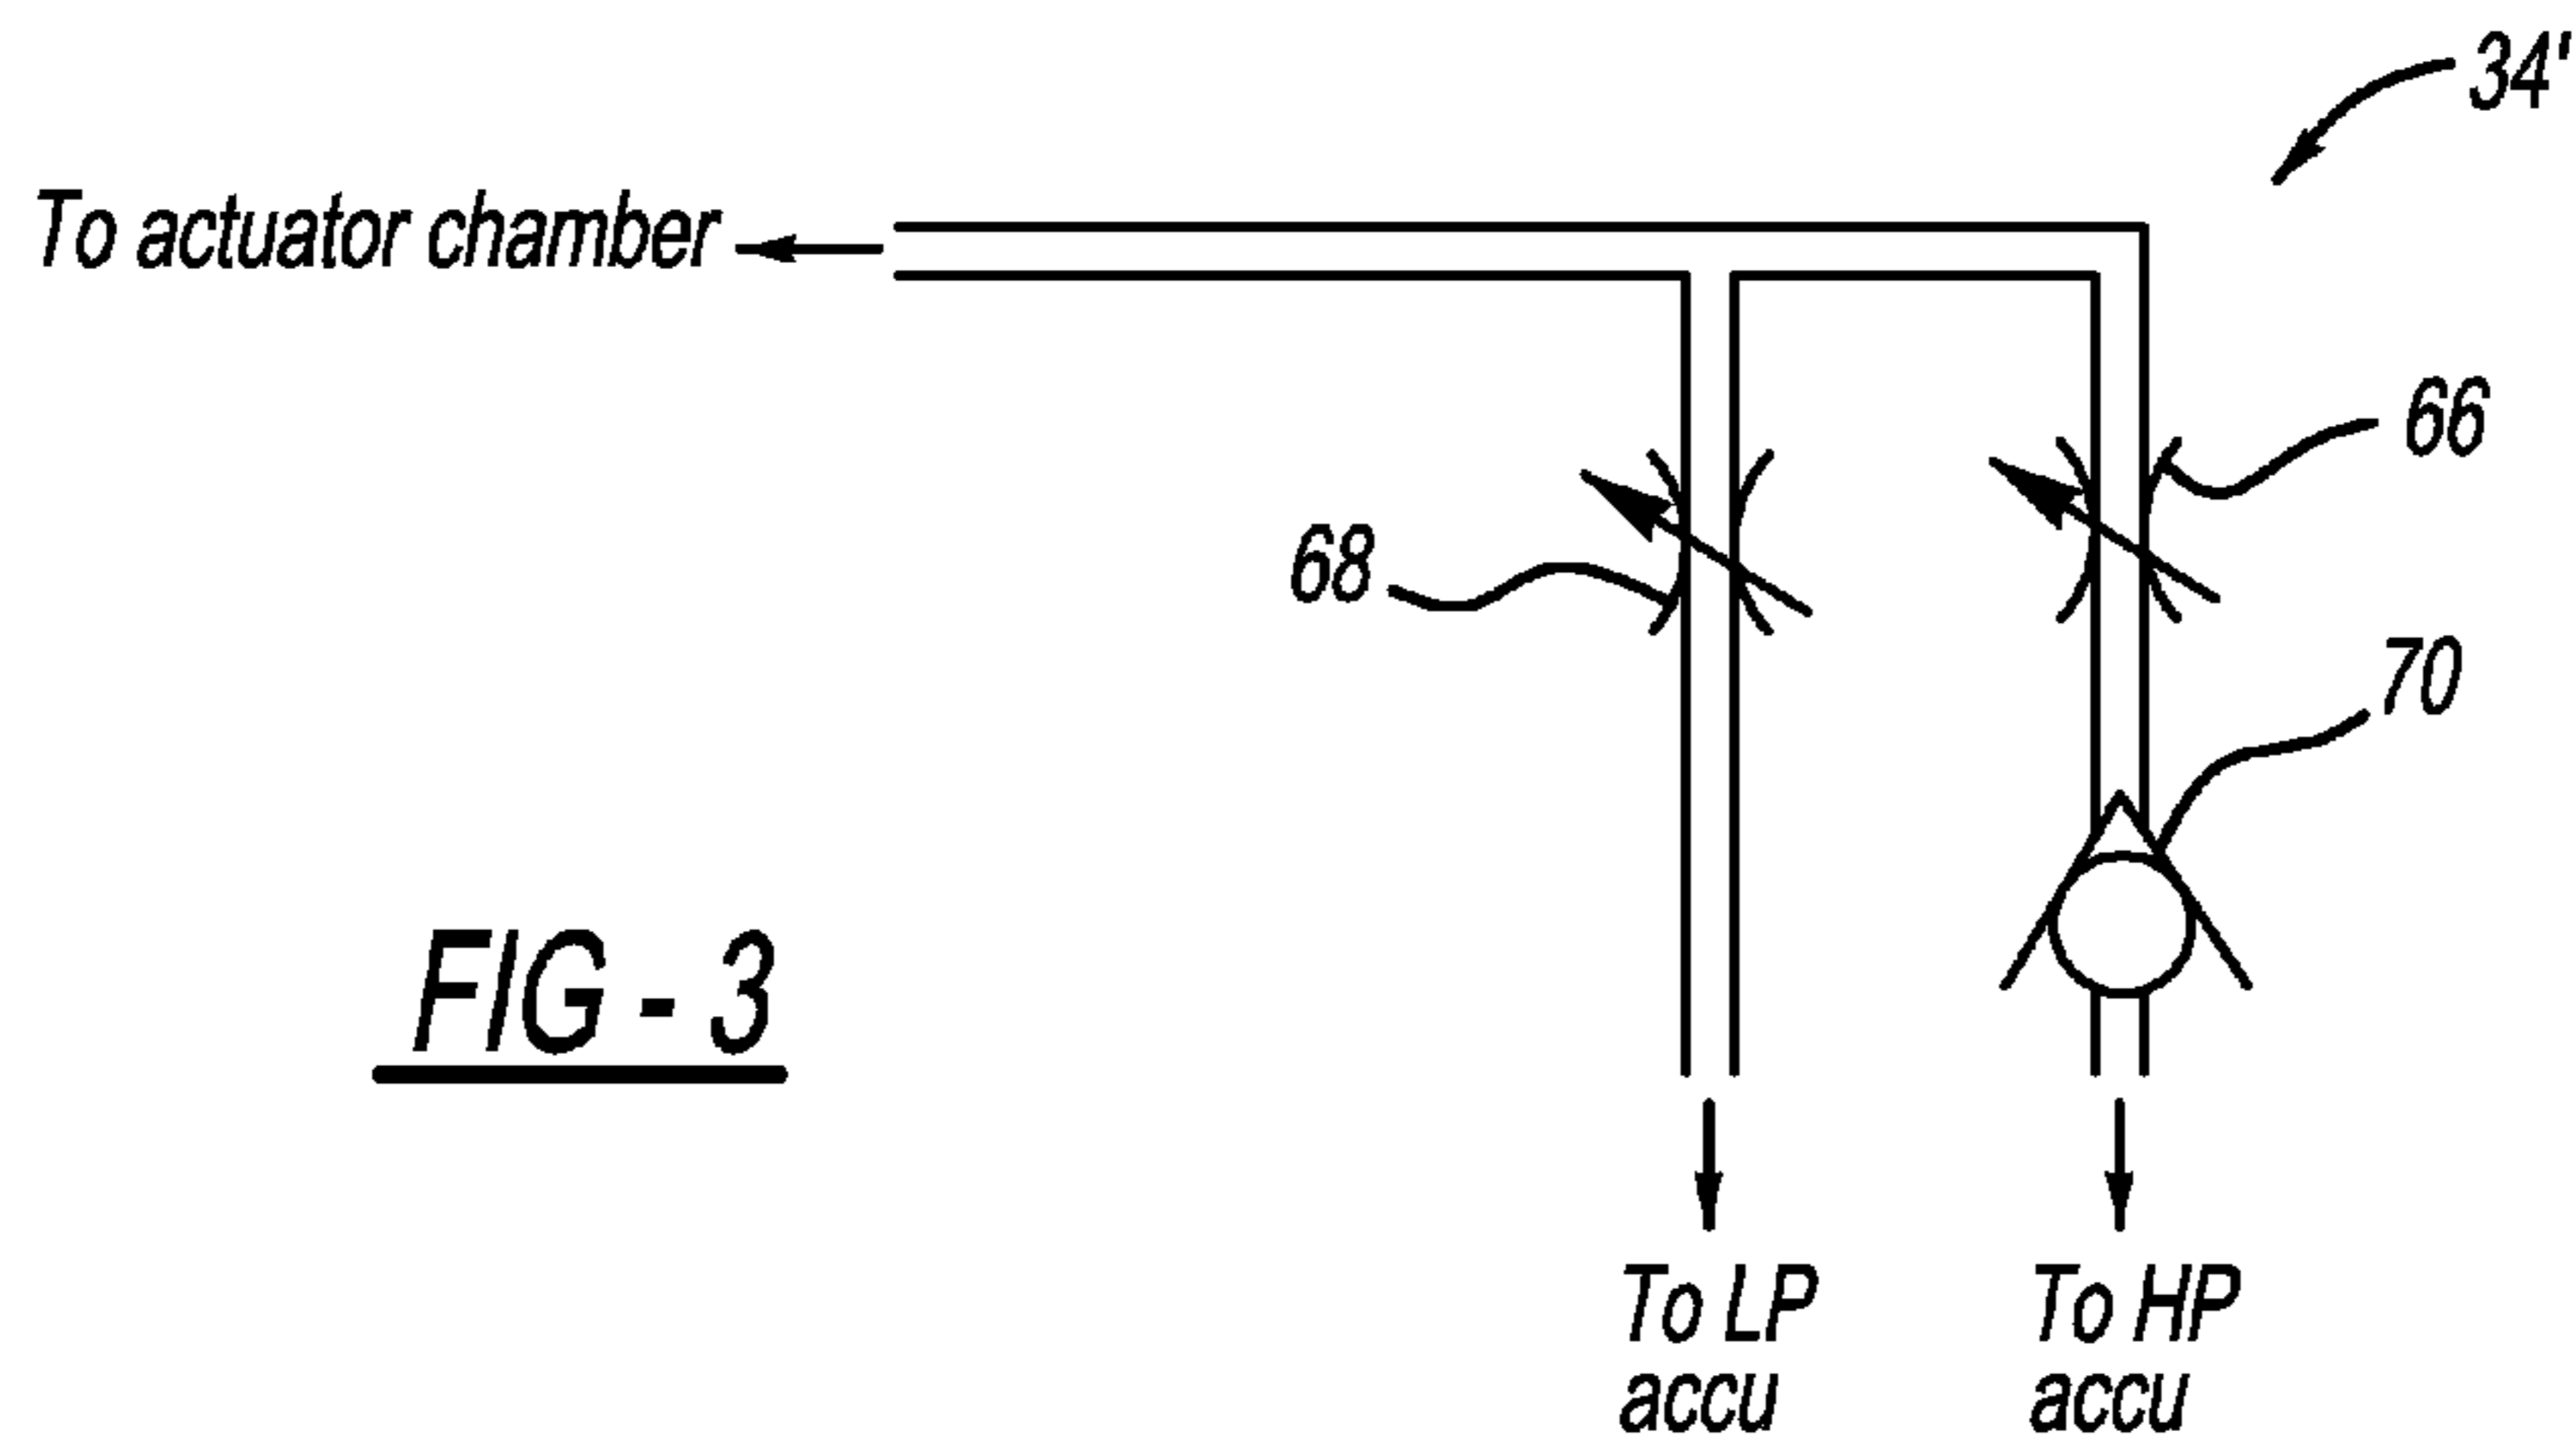 34'
To actuator chamber
66
68
70
FIG - 3
To LP
accu
To HP
accu